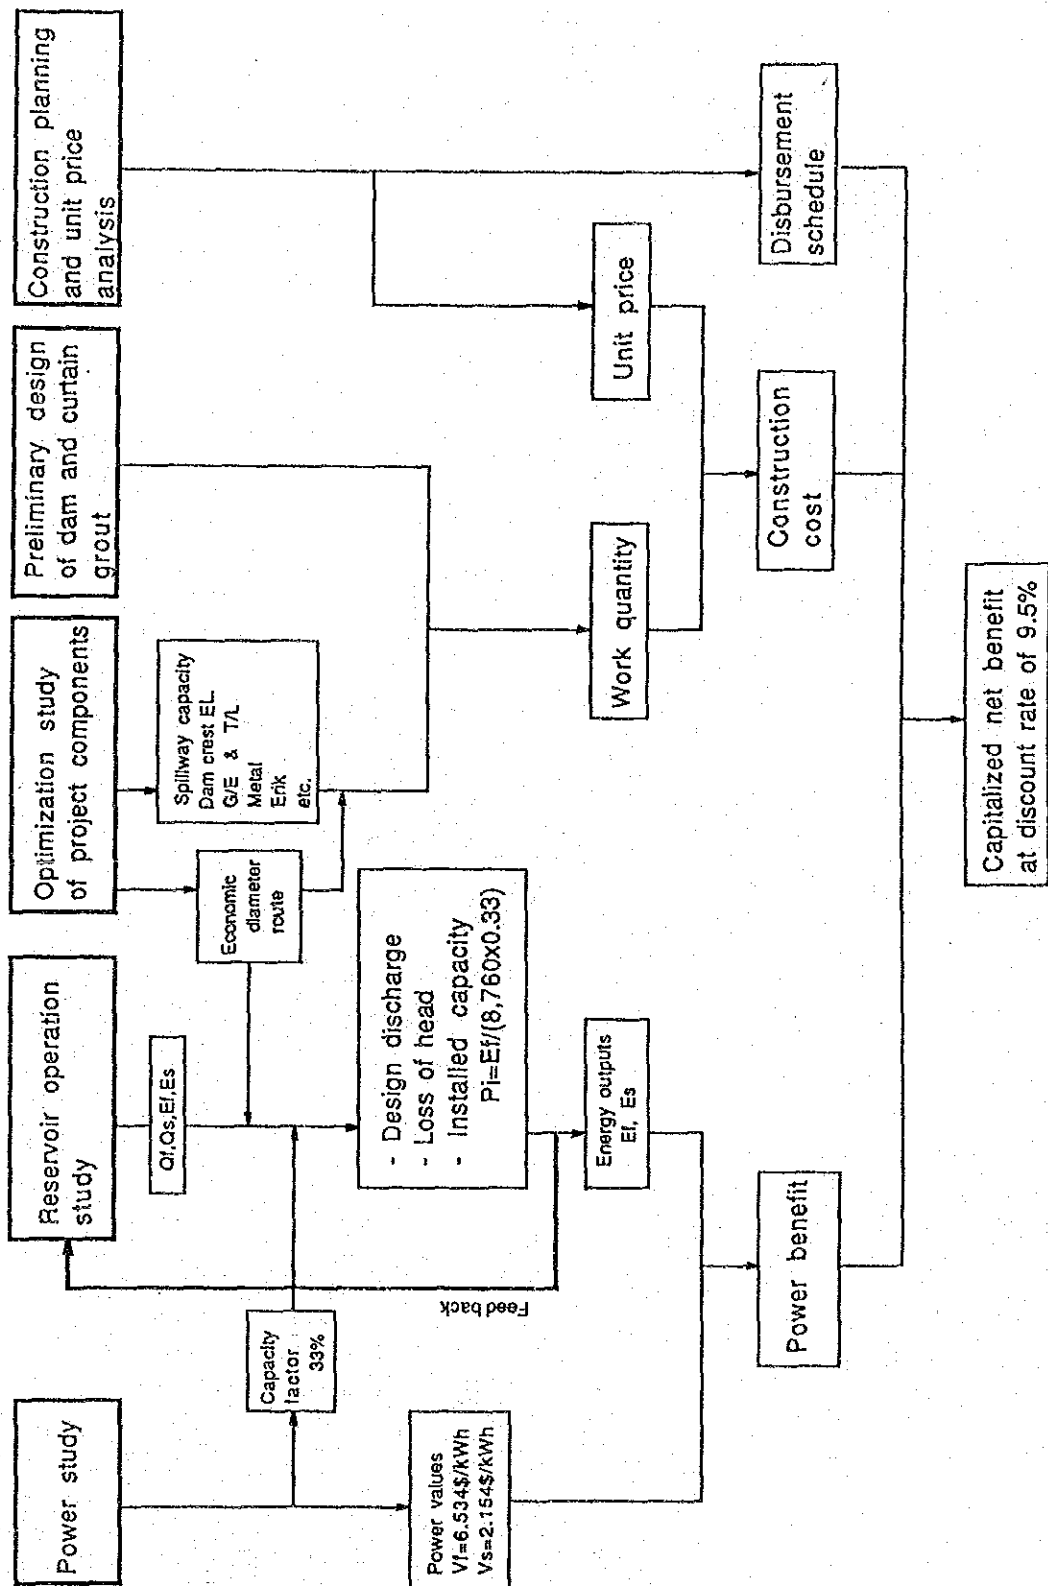 Power study
Reservoir operation
study
Optimization study
of project components
Preliminary design
of dam and curtain
grout
Construction planning
and unit price
analysis
Qf,Qs,Ef,Es
Economic
diameter
route
Spillway capacity
Dam crest EL.
G/E & T/L
Metal
Erik
etc.
Capacity
factor
33%
Feed back
- Design discharge
- Loss of head
- Installed capacity
Pi=Ef/(8,760x0.33)
Power values
Vf=6.534$/kWh
Vs=2.154$/kWh
Energy outputs
Ef, Es
Work quantity
Unit price
Power benefit
Construction
cost
Disbursement
schedule
Capitalized net benefit
at discount rate of 9.5%